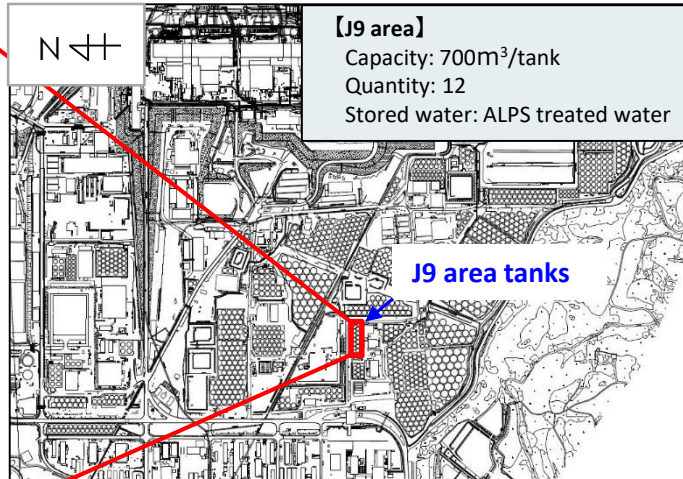 N
【J9 area】
Capacity: 700m³/tank
Quantity: 12
Stored water: ALPS treated water
J9 area tanks